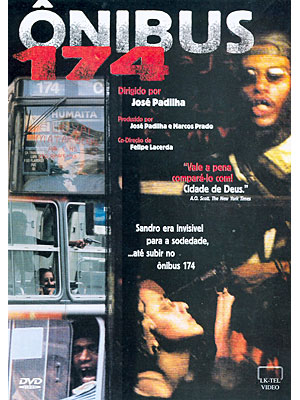 ÔNIBUS
174
174
HUMAITÁ
Dirigido por
José Padilha
Produzido por
José Padilha e Marcos Prado
Co-Direção de
Felipe Lacerda
"Vale a pena
compará-lo com!
Cidade de Deus."
A.O. Scott, The New York Times
Sandro era invisível
para a sociedade,
...até subir no
ônibus 174
DVD
LK-TEL
VIDEO